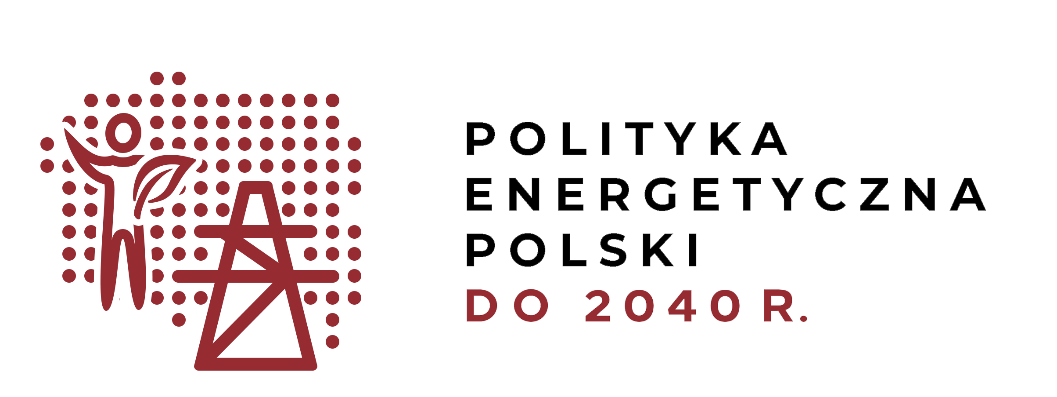 POLITYKA
ENERGETYCZNA
POLSKI
DO 2040 R.